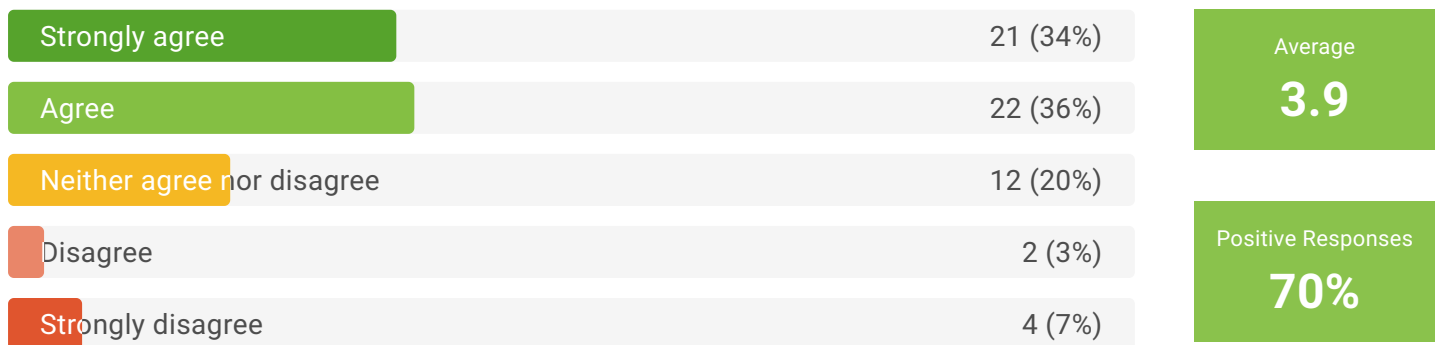 Strongly agree 21 (34%)
Agree 22 (36%)
Neither agree nor disagree 12 (20%)
Disagree 2 (3%)
Strongly disagree 4 (7%)
Average
3.9
Positive Responses
70%